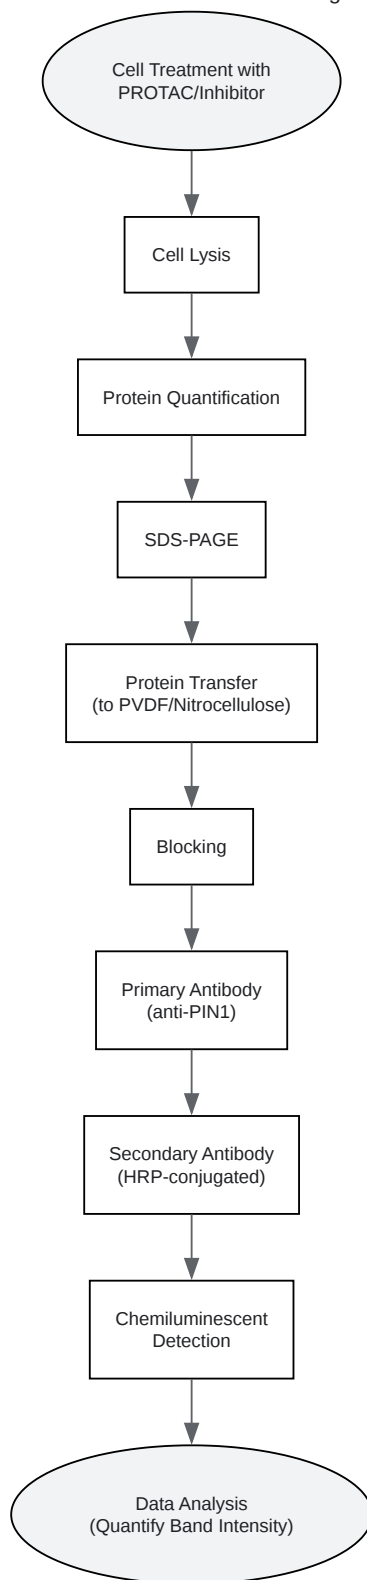 Cell Treatment with
PROTAC/Inhibitor
Cell Lysis
Protein Quantification
SDS-PAGE
Protein Transfer
(to PVDF/Nitrocellulose)
Blocking
Primary Antibody
(anti-PIN1)
Secondary Antibody
(HRP-conjugated)
Chemiluminescent
Detection
Data Analysis
(Quantify Band Intensity)